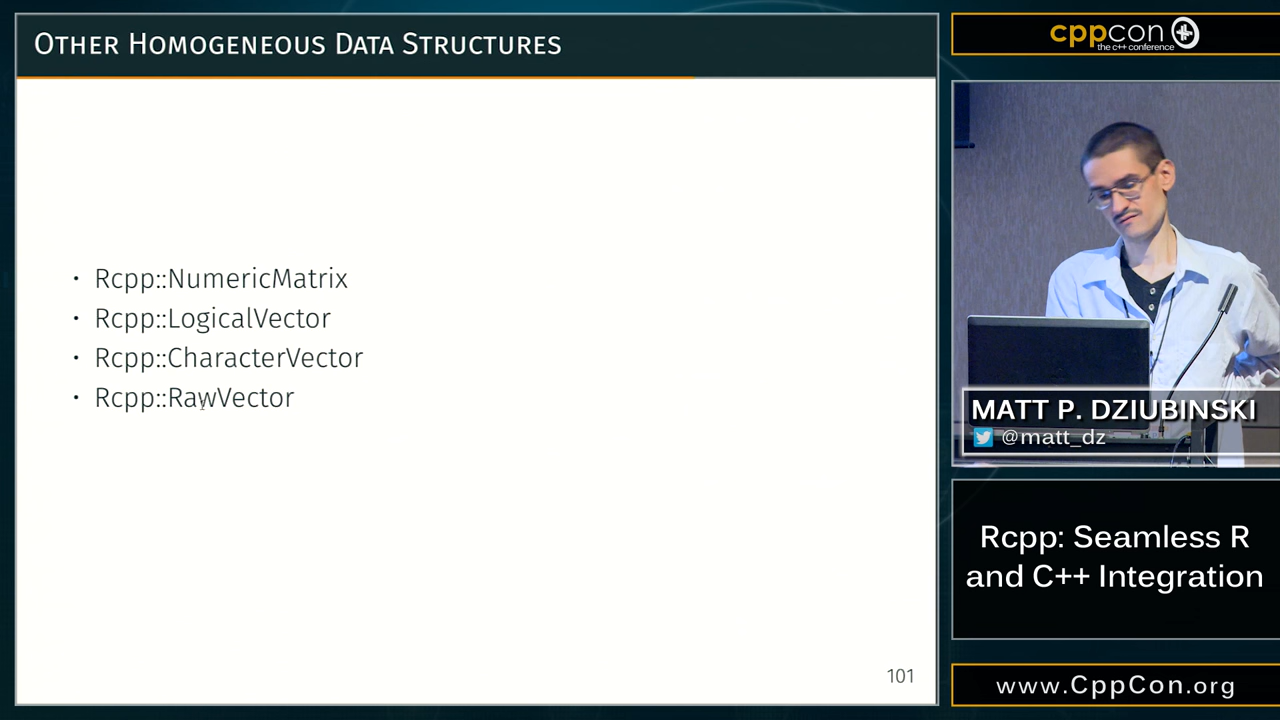 Other Homogeneous Data Structures
• Rcpp::NumericMatrix
• Rcpp::LogicalVector
• Rcpp::CharacterVector
• Rcpp::RawVector
101
cppcon
the c++ conference
MATT P. DZIUBINSKI
@matt_dz
Rcpp: Seamless R
and C++ Integration
www.CppCon.org